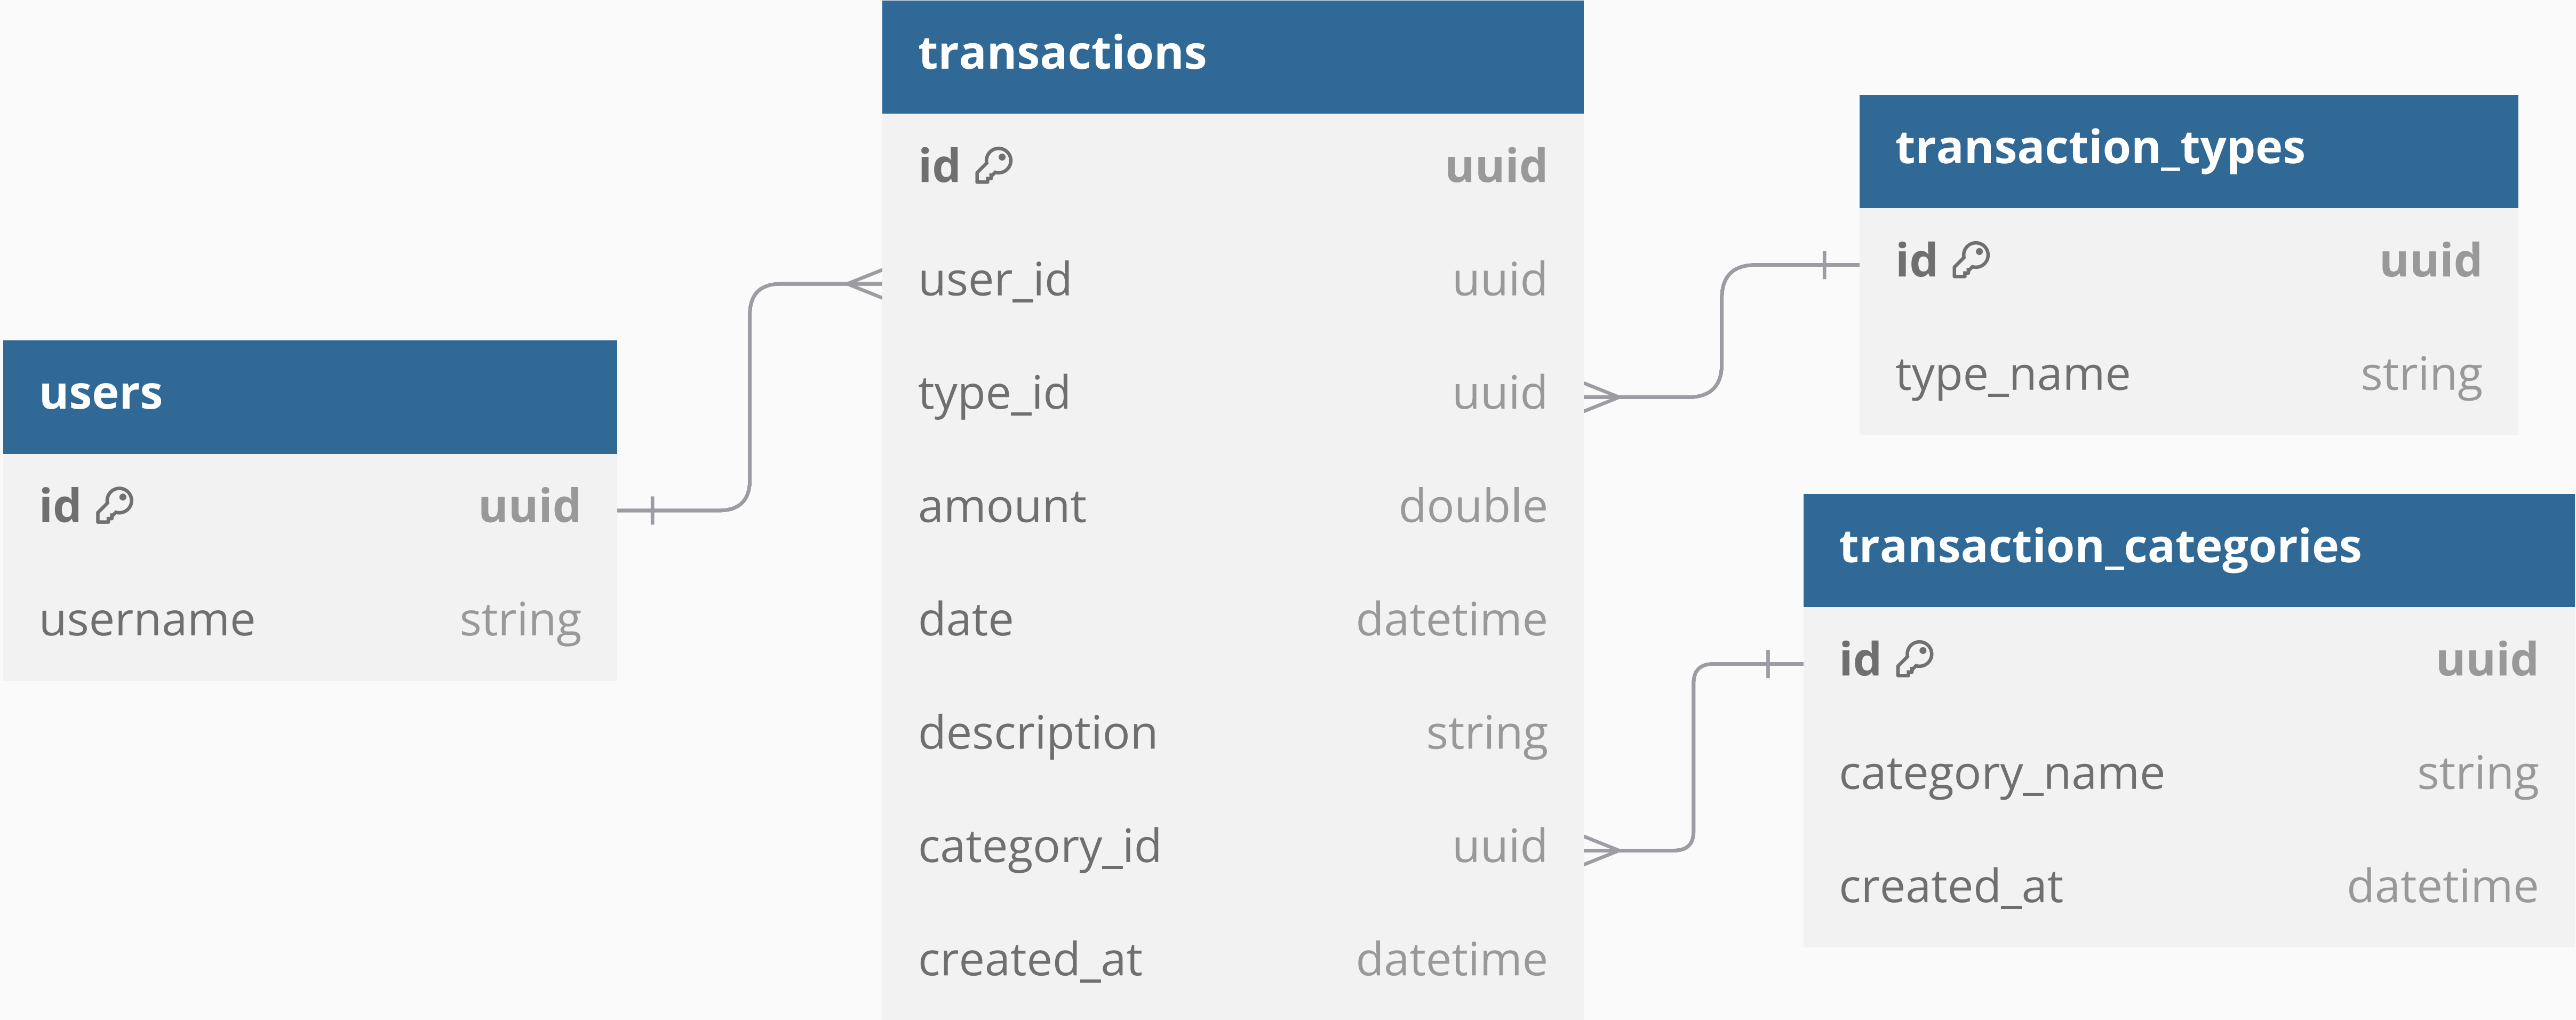 users
id uuid
username string
transactions
id uuid
user_id uuid
type_id uuid
amount double
date datetime
description string
category_id uuid
created_at datetime
transaction_types
id uuid
type_name string
transaction_categories
id uuid
category_name string
created_at datetime